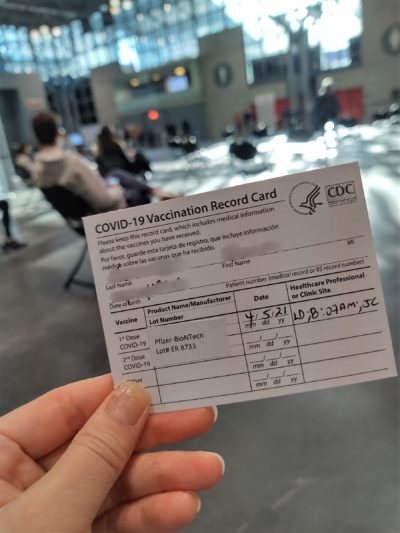 COVID-19 Vaccination Record Card
CDC
Please keep this record card, which includes medical information
about the vaccines you have received.
Por favor, guarde esta tarjeta de registro, que incluye información
médica sobre las vacunas que ha recibido.
Last Name First Name MI
Date of birth Patient number (medical record or IIS record number)
Vaccine Product Name/Manufacturer Date Healthcare Professional
Lot Number or Clinic Site
1st Dose Pfizer-BioNTech 4/5/21
COVID-19 Lot# ER 8733 mm dd yy
2nd Dose
COVID-19 mm dd yy
Other
mm dd yy
mm dd yy